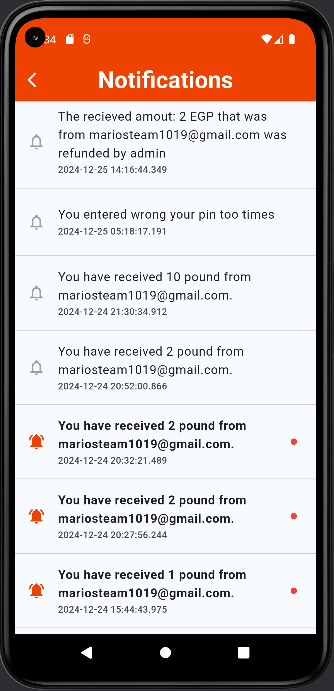 34
Notifications
The recieved amout: 2 EGP that was
from mariosteam1019@gmail.com was
refunded by admin
2024-12-25 14:16:44.349
You entered wrong your pin too times
2024-12-25 05:18:17.191
You have received 10 pound from
mariosteam1019@gmail.com.
2024-12-24 21:30:34.912
You have received 2 pound from
mariosteam1019@gmail.com.
2024-12-24 20:52:00.866
You have received 2 pound from
mariosteam1019@gmail.com.
2024-12-24 20:32:21.489
You have received 2 pound from
mariosteam1019@gmail.com.
2024-12-24 20:27:56.244
You have received 1 pound from
mariosteam1019@gmail.com.
2024-12-24 15:44:43.975